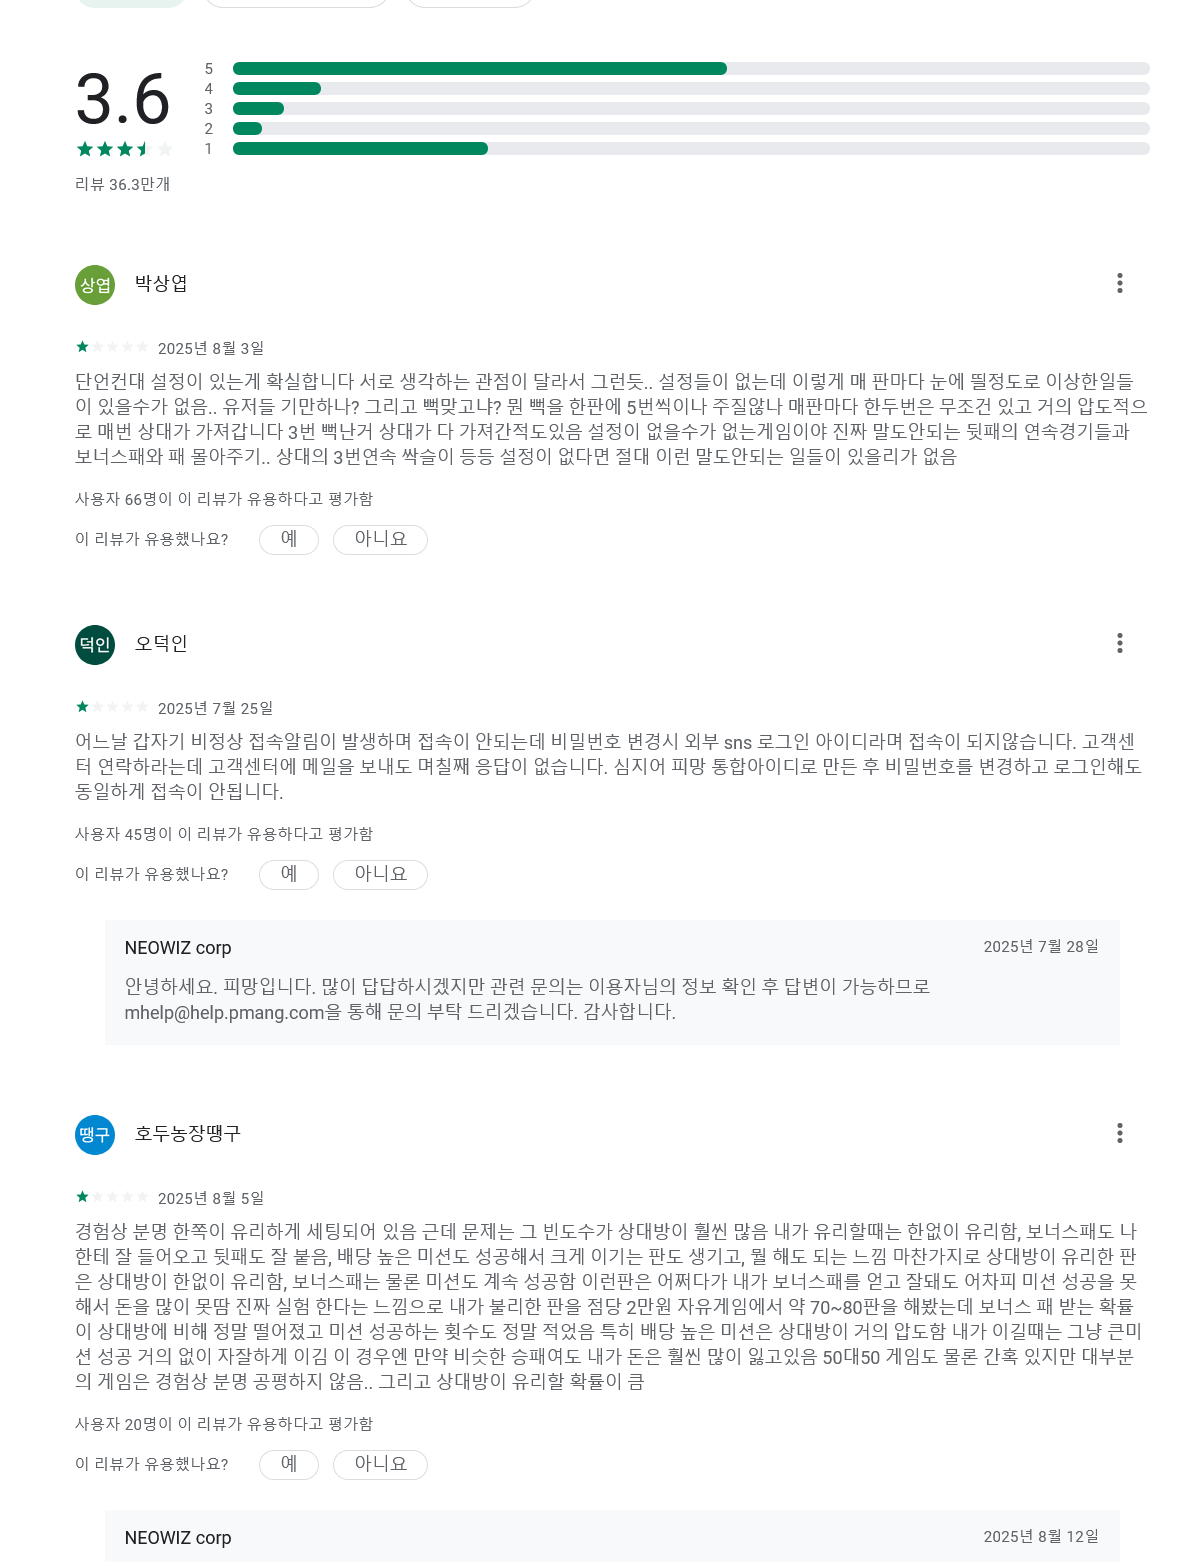 3.6
5
4
3
2
1
리뷰 36.3만개
상엽
박상엽
2025년 8월 3일
단언컨대 설정이 있는게 확실합니다 서로 생각하는 관점이 달라서 그런듯.. 설정들이 없는데 이렇게 매 판마다 눈에 띌정도로 이상한일들
이 있을수가 없음.. 유저들 기만하나? 그리고 뻑맞고냐? 뭔 뻑을 한판에 5번씩이나 주질않나 매판마다 한두번은 무조건 있고 거의 압도적으
로 매번 상대가 가져갑니다 3번 뻑난거 상대가 다 가져간적도있음 설정이 없을수가 없는게임이야 진짜 말도안되는 뒷패의 연속경기들과
보너스패와 패 몰아주기.. 상대의 3번연속 싹슬이 등등 설정이 없다면 절대 이런 말도안되는 일들이 있을리가 없음
사용자 66명이 이 리뷰가 유용하다고 평가함
이 리뷰가 유용했나요? 예 아니요
덕인
오덕인
2025년 7월 25일
어느날 갑자기 비정상 접속알림이 발생하며 접속이 안되는데 비밀번호 변경시 외부 sns 로그인 아이디라며 접속이 되지않습니다. 고객센
터 연락하라는데 고객센터에 메일을 보내도 며칠째 응답이 없습니다. 심지어 피망 통합아이디로 만든 후 비밀번호를 변경하고 로그인해도
동일하게 접속이 안됩니다.
사용자 45명이 이 리뷰가 유용하다고 평가함
이 리뷰가 유용했나요? 예 아니요
NEOWIZ corp 2025년 7월 28일
안녕하세요. 피망입니다. 많이 답답하시겠지만 관련 문의는 이용자님의 정보 확인 후 답변이 가능하므로
mhelp@help.pmang.com을 통해 문의 부탁 드리겠습니다. 감사합니다.
땡구
호두농장땡구
2025년 8월 5일
경험상 분명 한쪽이 유리하게 세팅되어 있음 근데 문제는 그 빈도수가 상대방이 훨씬 많음 내가 유리할때는 한없이 유리함, 보너스패도 나
한테 잘 들어오고 뒷패도 잘 붙음, 배당 높은 미션도 성공해서 크게 이기는 판도 생기고, 뭘 해도 되는 느낌 마찬가지로 상대방이 유리한 판
은 상대방이 한없이 유리함, 보너스패는 물론 미션도 계속 성공함 이런판은 어쩌다가 내가 보너스패를 얻고 잘돼도 어차피 미션 성공을 못
해서 돈을 많이 못땀 진짜 실험 한다는 느낌으로 내가 불리한 판을 점당 2만원 자유게임에서 약 70~80판을 해봤는데 보너스 패 받는 확률
이 상대방에 비해 정말 떨어졌고 미션 성공하는 횟수도 정말 적었음 특히 배당 높은 미션은 상대방이 거의 압도함 내가 이길때는 그냥 큰미
션 성공 거의 없이 자잘하게 이김 이 경우엔 만약 비슷한 승패여도 내가 돈은 훨씬 많이 잃고있음 50대50 게임도 물론 간혹 있지만 대부분
의 게임은 경험상 분명 공평하지 않음.. 그리고 상대방이 유리할 확률이 큼
사용자 20명이 이 리뷰가 유용하다고 평가함
이 리뷰가 유용했나요? 예 아니요
NEOWIZ corp 2025년 8월 12일